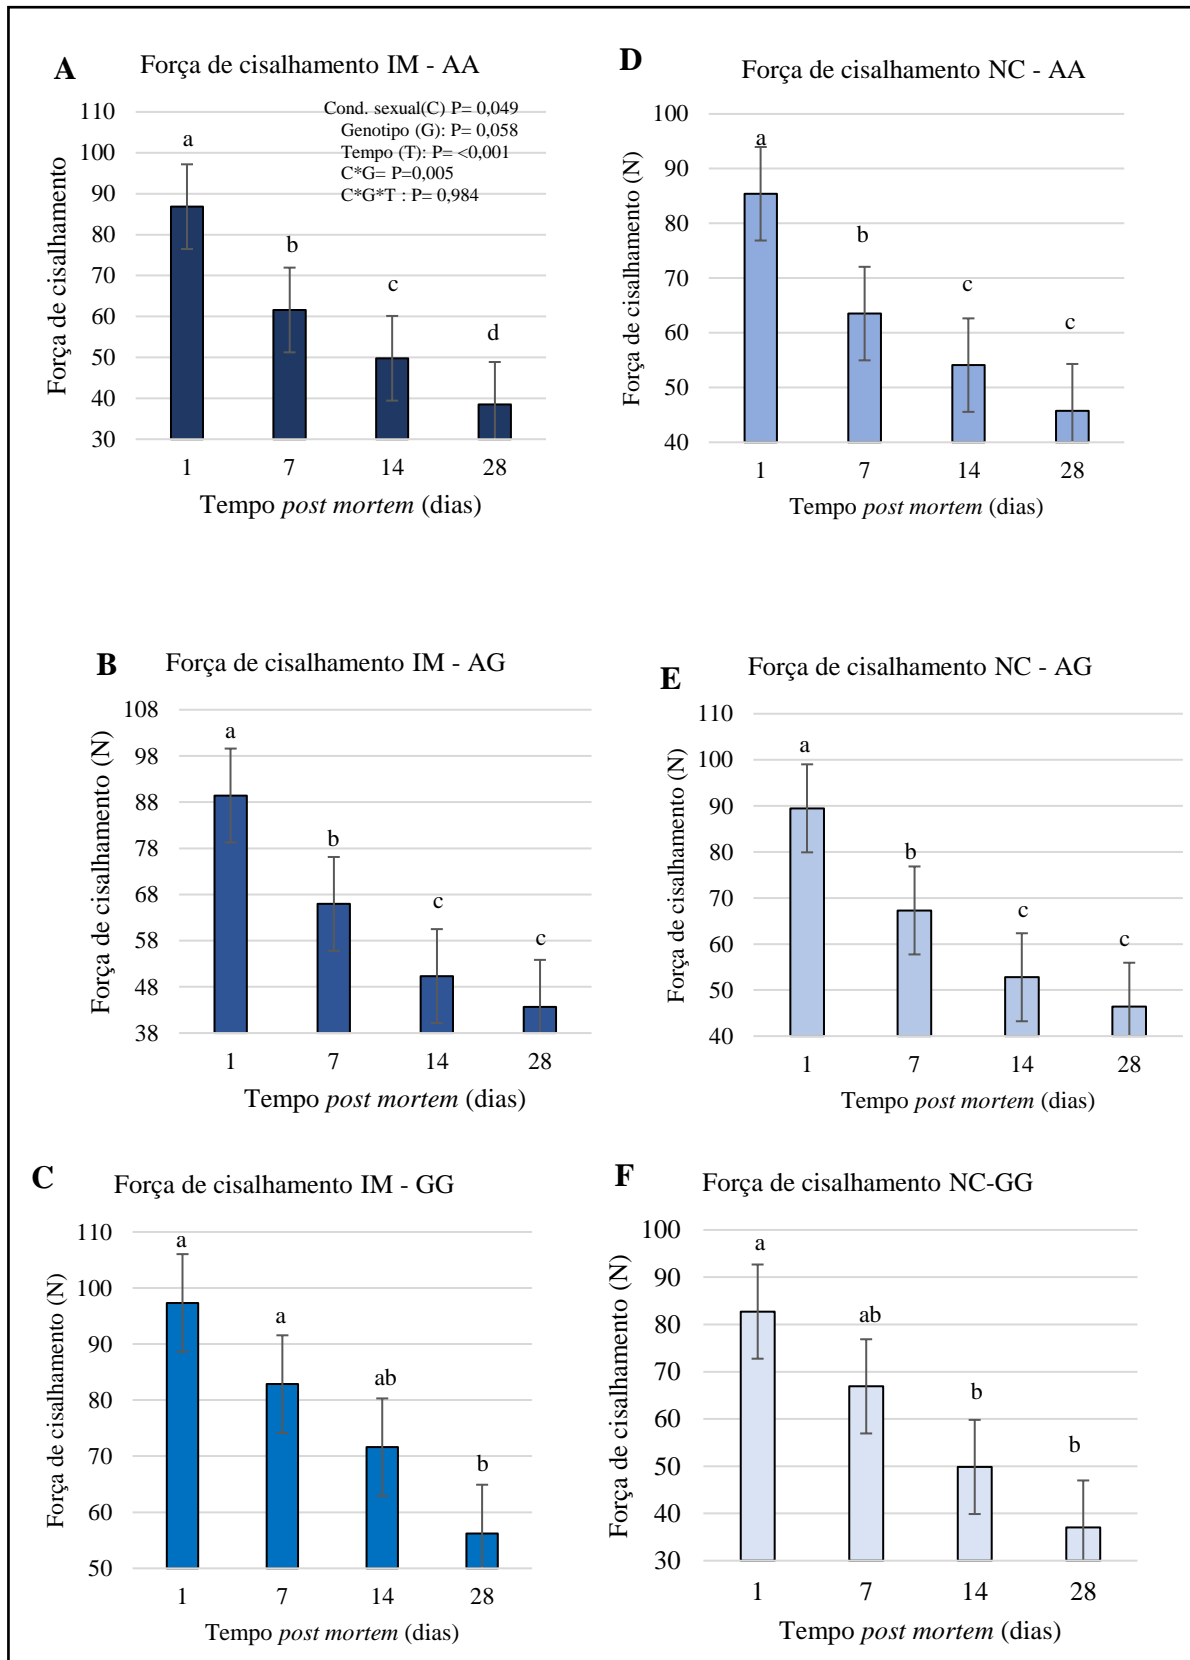 A
Força de cisalhamento IM - AA
Cond. sexual(C) P= 0,049
Genotipo (G): P= 0,058
Tempo (T): P= <0,001
C*G= P=0,005
C*G*T : P= 0,984
Força de cisalhamento
110
100
90
80
70
60
50
40
30
a
b
c
d
1 7 14 28
Tempo post mortem (dias)
D
Força de cisalhamento NC - AA
Força de cisalhamento (N)
100
90
80
70
60
50
40
a
b
c
c
1 7 14 28
Tempo post mortem (dias)
B
Força de cisalhamento IM - AG
Força de cisalhamento (N)
108
98
88
78
68
58
48
38
a
b
c
c
1 7 14 28
Tempo post mortem (dias)
E
Força de cisalhamento NC - AG
Força de cisalhamento (N)
110
100
90
80
70
60
50
40
a
b
c
c
1 7 14 28
Tempo post mortem (dias)
C
Força de cisalhamento IM - GG
Força de cisalhamento (N)
110
100
90
80
70
60
50
a
a
ab
b
1 7 14 28
Tempo post mortem (dias)
F
Força de cisalhamento NC-GG
Força de cisalhamento (N)
100
90
80
70
60
50
40
30
a
ab
b
b
1 7 14 28
Tempo post mortem (dias)